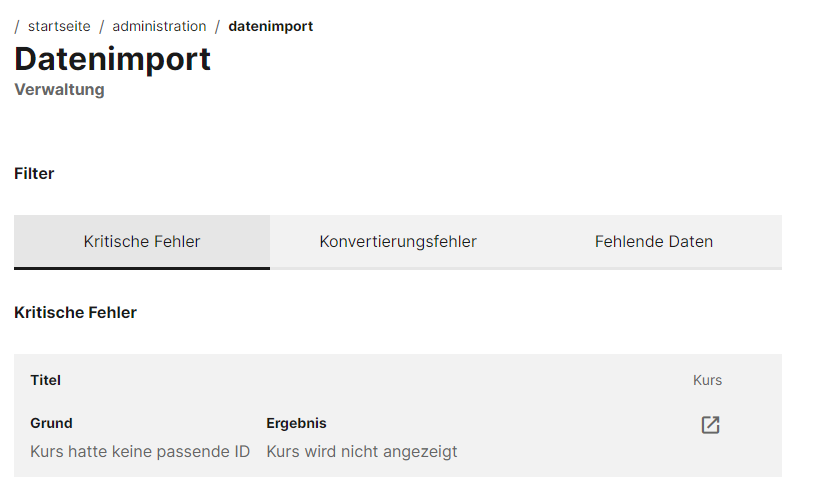 / startseite / administration / datenimport
Datenimport
Verwaltung
Filter
Kritische Fehler Konvertierungsfehler Fehlende Daten
Kritische Fehler
Titel Kurs
Grund Ergebnis
Kurs hatte keine passende ID Kurs wird nicht angezeigt